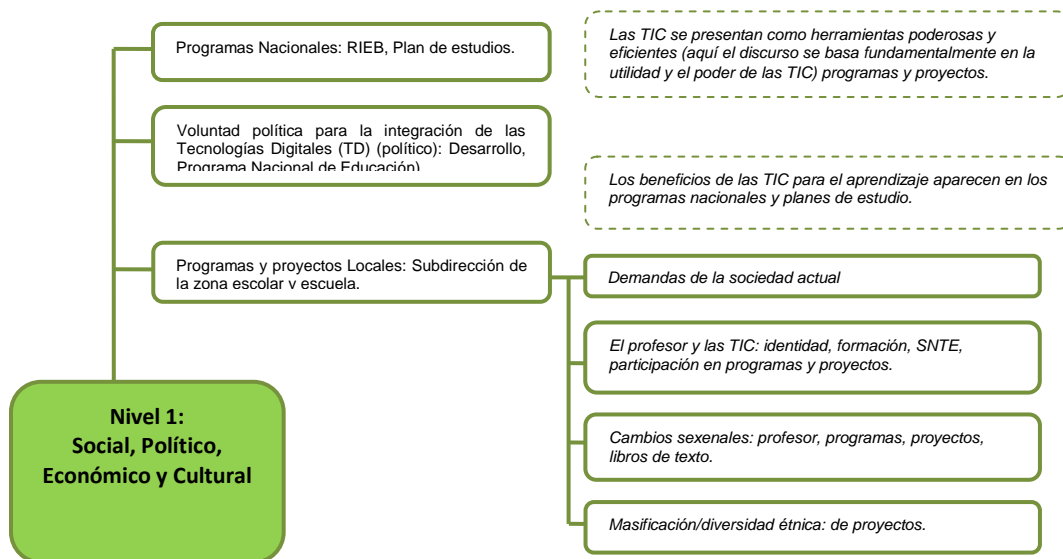 Programas Nacionales: RIEB, Plan de estudios.
Las TIC se presentan como herramientas poderosas y
eficientes (aquí el discurso se basa fundamentalmente en la
utilidad y el poder de las TIC) programas y proyectos.
Voluntad política para la integración de las
Tecnologías Digitales (TD) (político): Desarrollo,
Programa Nacional de Educación)
Los beneficios de las TIC para el aprendizaje aparecen en los
programas nacionales y planes de estudio.
Programas y proyectos Locales: Subdirección de
la zona escolar y escuela.
Demandas de la sociedad actual
El profesor y las TIC: identidad, formación, SNTE,
participación en programas y proyectos.
Cambios sexenales: profesor, programas, proyectos,
libros de texto.
Masificación/diversidad étnica: de proyectos.
Nivel 1:
Social, Político,
Económico y Cultural